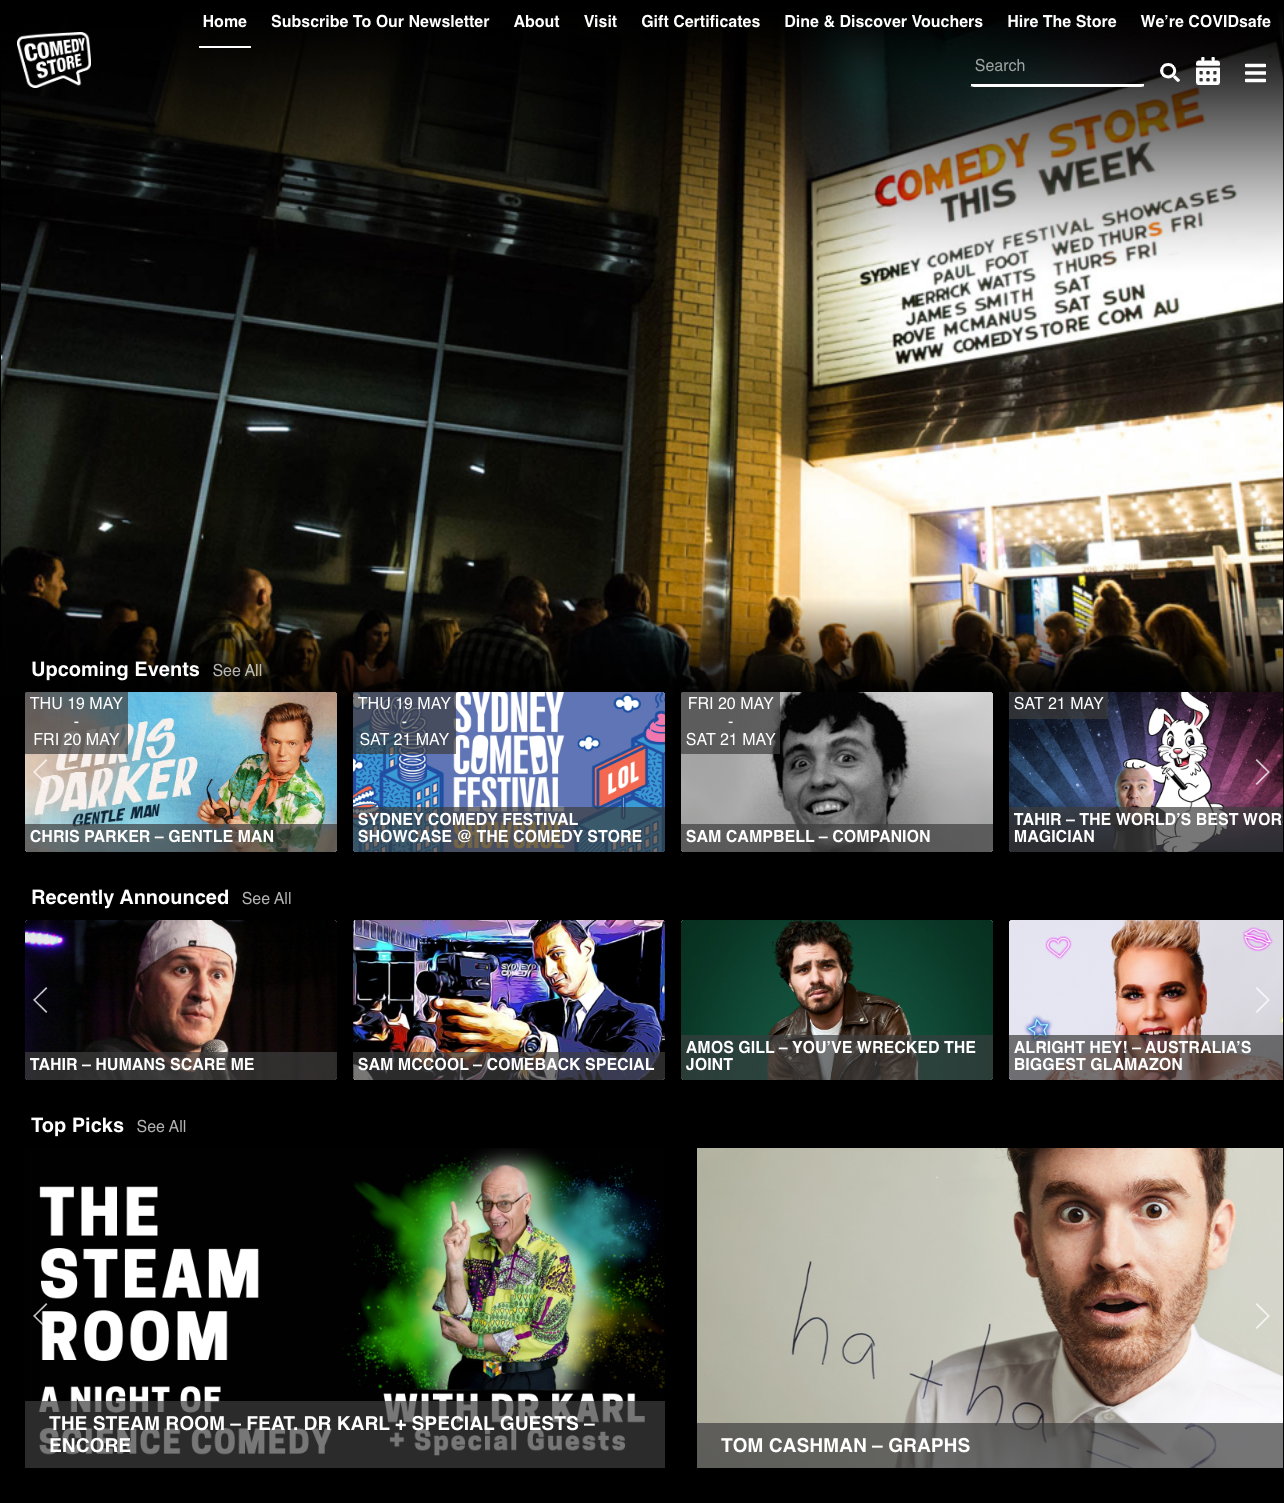 Home Subscribe To Our Newsletter About Visit Gift Certificates Dine & Discover Vouchers Hire The Store We're COVIDsafe
COMEDY
STORE
Search
COMEDY STORE
THIS WEEK
SYDNEY COMEDY FESTIVAL SHOWCASES
PAUL FOOT WED THURS FRI
MERRICK WATTS THURS FRI
JAMES SMITH SAT
ROVE MCMANUS SAT SUN
WWW COMEDYSTORE COM AU
Upcoming Events See All
THU 19 MAY
-
FRI 20 MAY
CHRIS
PARKER
GENTLE MAN
CHRIS PARKER – GENTLE MAN
THU 19 MAY
-
SAT 21 MAY
SYDNEY
COMEDY
FESTIVAL
SHOWCASE
LOL
SYDNEY COMEDY FESTIVAL
SHOWCASE @ THE COMEDY STORE
FRI 20 MAY
-
SAT 21 MAY
SAM CAMPBELL – COMPANION
SAT 21 MAY
TAHIR – THE WORLD'S BEST WOR
MAGICIAN
Recently Announced See All
TAHIR – HUMANS SCARE ME
SYDNEY
COMEDY
SAM MCCOOL – COMEBACK SPECIAL
AMOS GILL – YOU'VE WRECKED THE
JOINT
ALRIGHT HEY! – AUSTRALIA'S
BIGGEST GLAMAZON
Top Picks See All
THE
STEAM
ROOM
A NIGHT OF
SCIENCE COMEDY
WITH DR KARL
+ Special Guests
THE STEAM ROOM – FEAT. DR KARL + SPECIAL GUESTS –
ENCORE
ha + ha =
TOM CASHMAN – GRAPHS